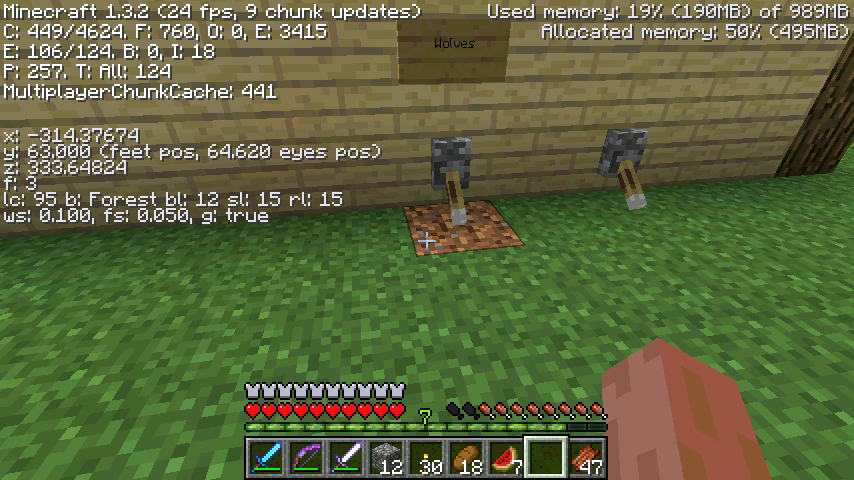 Minecraft 1.3.2 (24 fps, 9 chunk updates)
C: 449/4624. F: 760, O: 0, E: 3415
E: 106/124. B: 0, I: 18
P: 257. T: All: 124
MultiplayerChunkCache: 441
Used memory: 19% (190MB) of 989MB
Allocated memory: 50% (495MB)
x: -314.37674
y: 63.000 (feet pos, 64.620 eyes pos)
z: 333.64824
f: 3
lc: 95 b: Forest bl: 12 sl: 15 rl: 15
ws: 0.100, fs: 0.050, g: true
Wolves
?
12 30 18 7 47